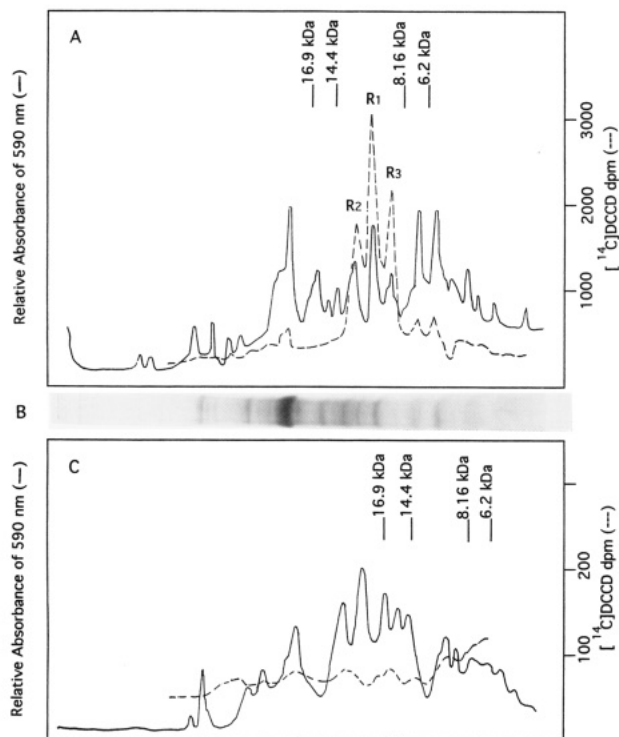 A
Relative Absorbance of 590 nm (—)
16.9 kDa
14.4 kDa
8.16 kDa
6.2 kDa
R1
R2
R3
3000
2000
1000
[ 14C]DCCD dpm (---)
B
C
Relative Absorbance of 590 nm (—)
16.9 kDa
14.4 kDa
8.16 kDa
6.2 kDa
200
100
[ 14C]DCCD dpm (---)